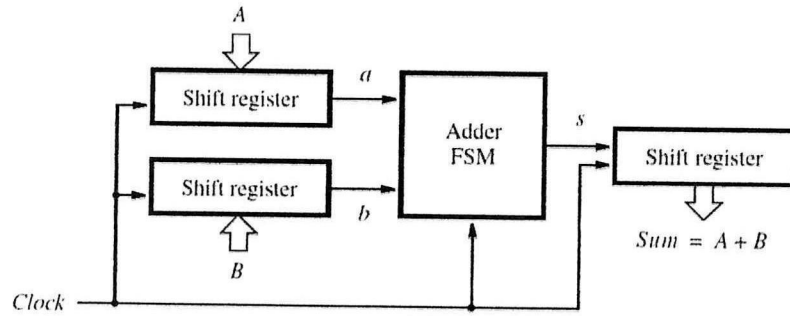 A
Shift register
a
Adder
FSM
s
Shift register
Shift register
b
B
Sum = A + B
Clock